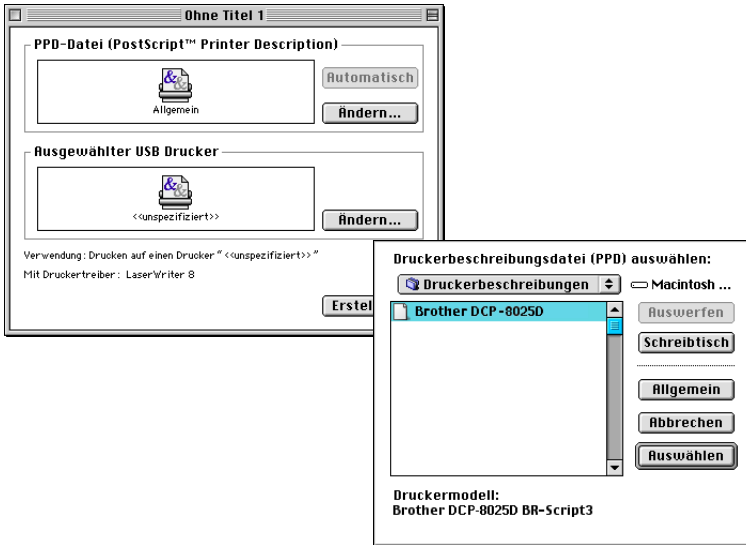 Ohne Titel 1
PPD-Datei (PostScript™ Printer Description)
Allgemein
Automatisch
Ändern...
Ausgewählter USB Drucker
<<unspezifiziert>>
Ändern...
Verwendung: Drucken auf einen Drucker "<<unspezifiziert>>"
Mit Druckertreiber: LaserWriter 8
Erstel
Druckerbeschreibungsdatei (PPD) auswählen:
Druckerbeschreibungen
Macintosh ...
Brother DCP-8025D
Auswerfen
Schreibtisch
Allgemein
Abbrechen
Auswählen
Druckermodell:
Brother DCP-8025D BR-Script3